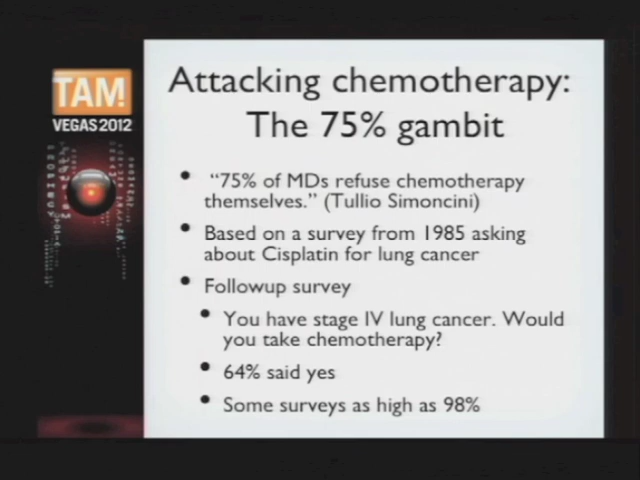 TAM!
VEGAS2012
Attacking chemotherapy:
The 75% gambit
• “75% of MDs refuse chemotherapy
themselves.” (Tullio Simoncini)
• Based on a survey from 1985 asking
about Cisplatin for lung cancer
• Followup survey
• You have stage IV lung cancer. Would
you take chemotherapy?
• 64% said yes
• Some surveys as high as 98%